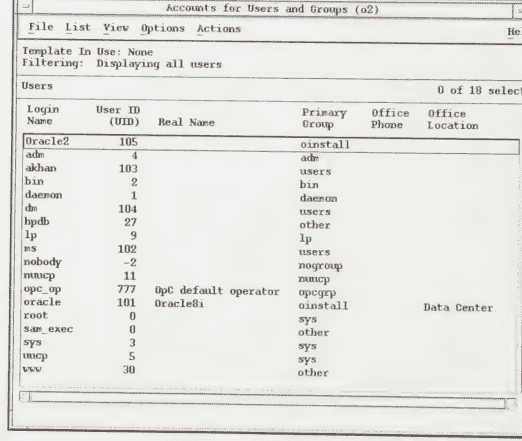 Accounts for Users and Groups (o2)
File List View Options Actions
Template In Use: None
Filtering: Displaying all users
Users 0 of 18 select
Login Name User ID (UID) Real Name Primary Group Office Phone Office Location
Oracle2 105 oinstall
adm 4 adm
akhan 103 users
bin 2 bin
daemon 1 daemon
dm 104 users
hpdb 27 other
lp 9 lp
ms 102 users
nobody -2 nogroup
nuucp 11 nuucp
opc_op 777 OpC default operator opcgrp
oracle 101 Oracle8i oinstall Data Center
root 0 sys
sam_exec 0 other
sys 3 sys
uucp 5 sys
www 30 other